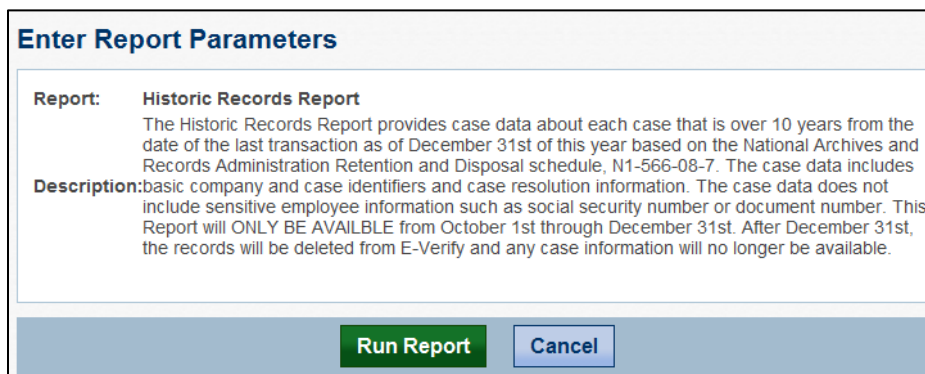 Enter Report Parameters
Report: Historic Records Report
The Historic Records Report provides case data about each case that is over 10 years from the
date of the last transaction as of December 31st of this year based on the National Archives and
Records Administration Retention and Disposal schedule, N1-566-08-7. The case data includes
Description:basic company and case identifiers and case resolution information. The case data does not
include sensitive employee information such as social security number or document number. This
Report will ONLY BE AVAILBLE from October 1st through December 31st. After December 31st,
the records will be deleted from E-Verify and any case information will no longer be available.
Run Report Cancel